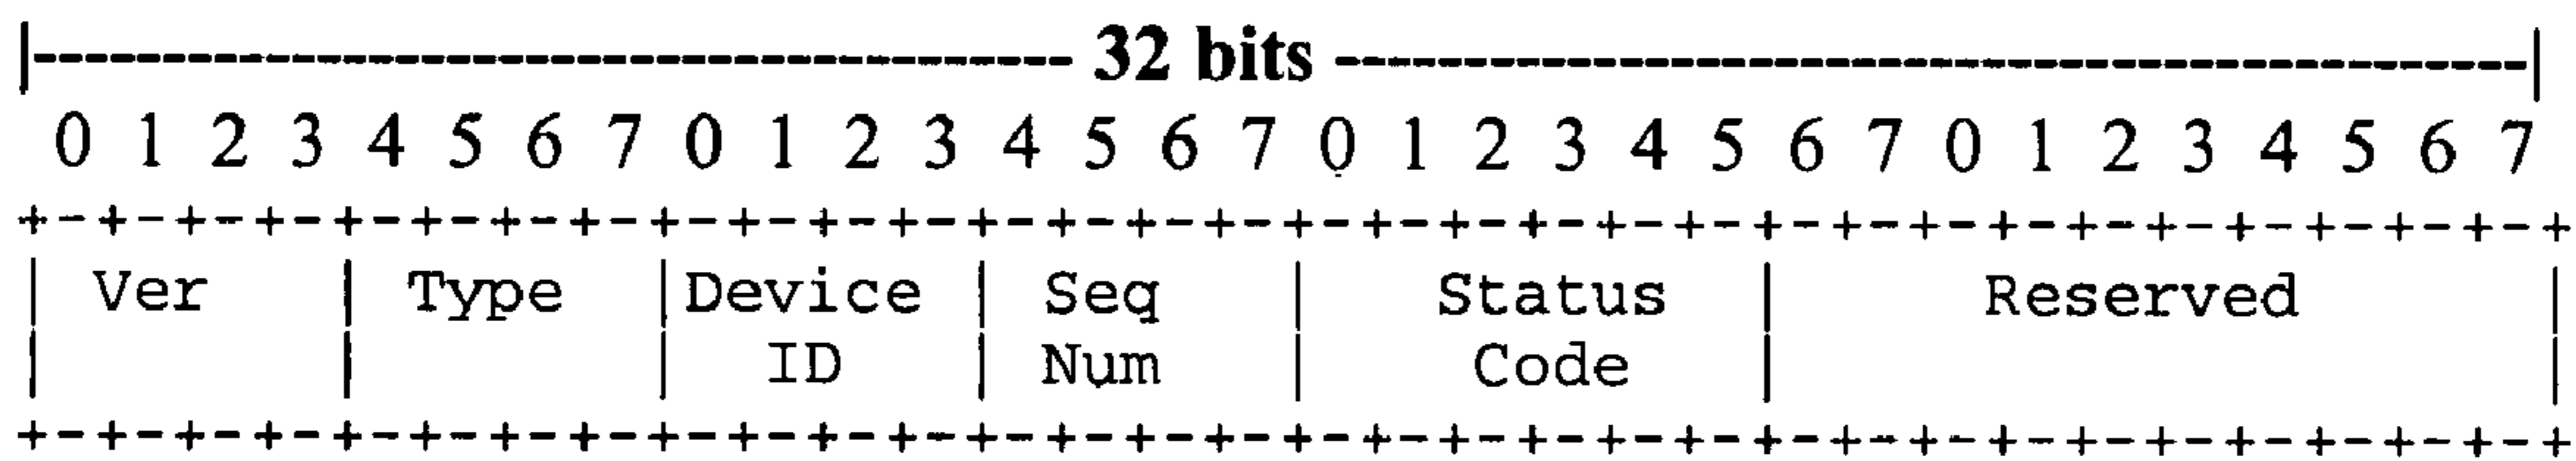 |---------------------------------------- 32 bits ----------------------------------------------|
0 1 2 3 4 5 6 7 0 1 2 3 4 5 6 7 0 1 2 3 4 5 6 7 0 1 2 3 4 5 6 7
+-+-+-+-+-+-+-+-+-+-+-+-+-+-+-+-+-+-+-+-+-+-+-+-+-+-+-+-+-+-+-+-+
| Ver | Type |Device | Seq | Status | Reserved |
| | | ID | Num | Code | |
+-+-+-+-+-+-+-+-+-+-+-+-+-+-+-+-+-+-+-+-+-+-+-+-+-+-+-+-+-+-+-+-+